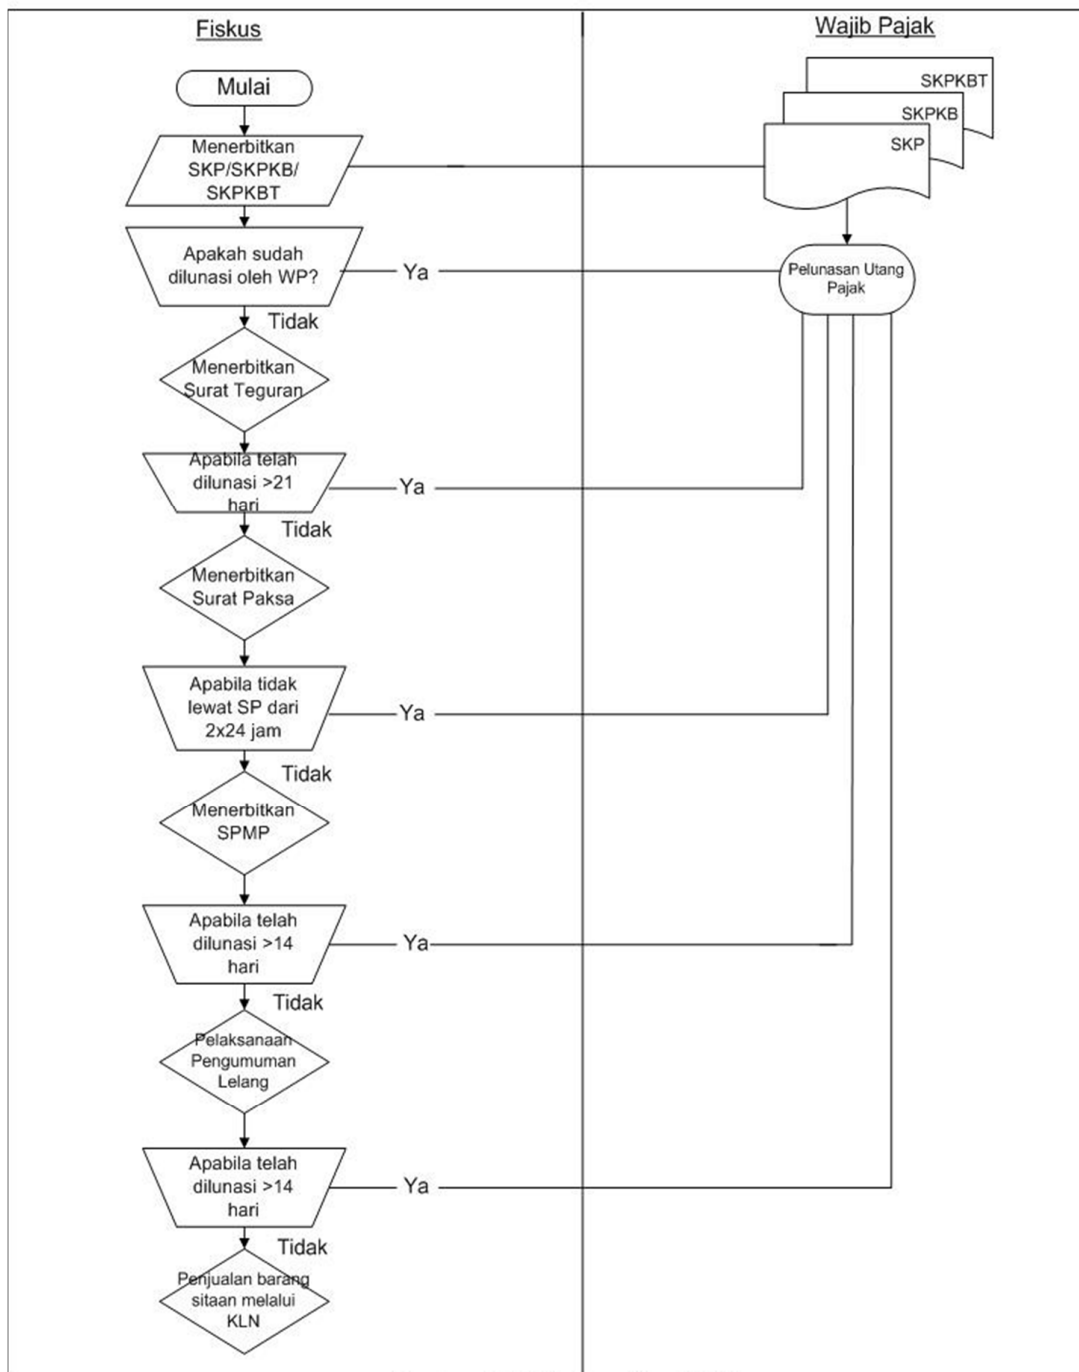 Fiskus
Wajib Pajak
Mulai
SKPKBT
SKPKB
SKP
Menerbitkan
SKP/SKPKB/
SKPKBT
Apakah sudah
dilunasi oleh WP?
Ya
Pelunasan Utang
Pajak
Tidak
Menerbitkan
Surat Teguran
Apabila telah
dilunasi >21
hari
Ya
Tidak
Menerbitkan
Surat Paksa
Apabila tidak
lewat SP dari
2x24 jam
Ya
Tidak
Menerbitkan
SPMP
Apabila telah
dilunasi >14
hari
Ya
Tidak
Pelaksanaan
Pengumuman
Lelang
Apabila telah
dilunasi >14
hari
Ya
Tidak
Penjualan barang
sitaan melalui
KLN